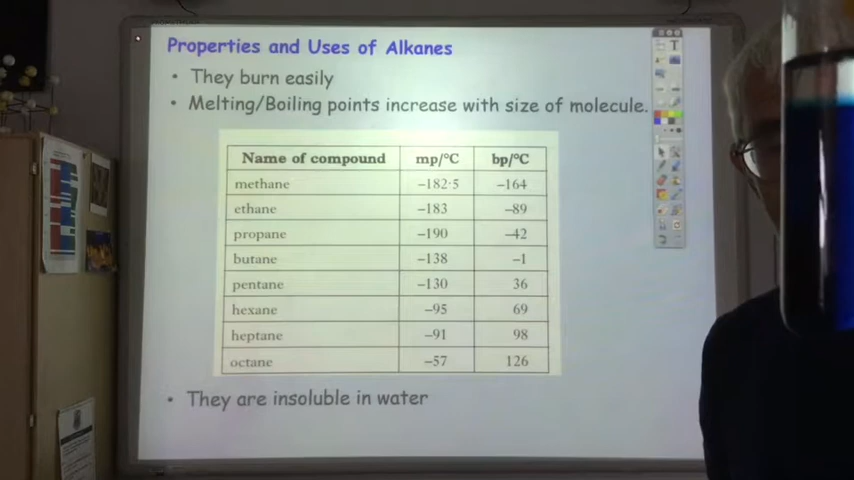 Properties and Uses of Alkanes
• They burn easily
• Melting/Boiling points increase with size of molecule.
Name of compound mp/°C bp/°C
methane –182·5 –164
ethane –183 –89
propane –190 –42
butane –138 –1
pentane –130 36
hexane –95 69
heptane –91 98
octane –57 126
• They are insoluble in water